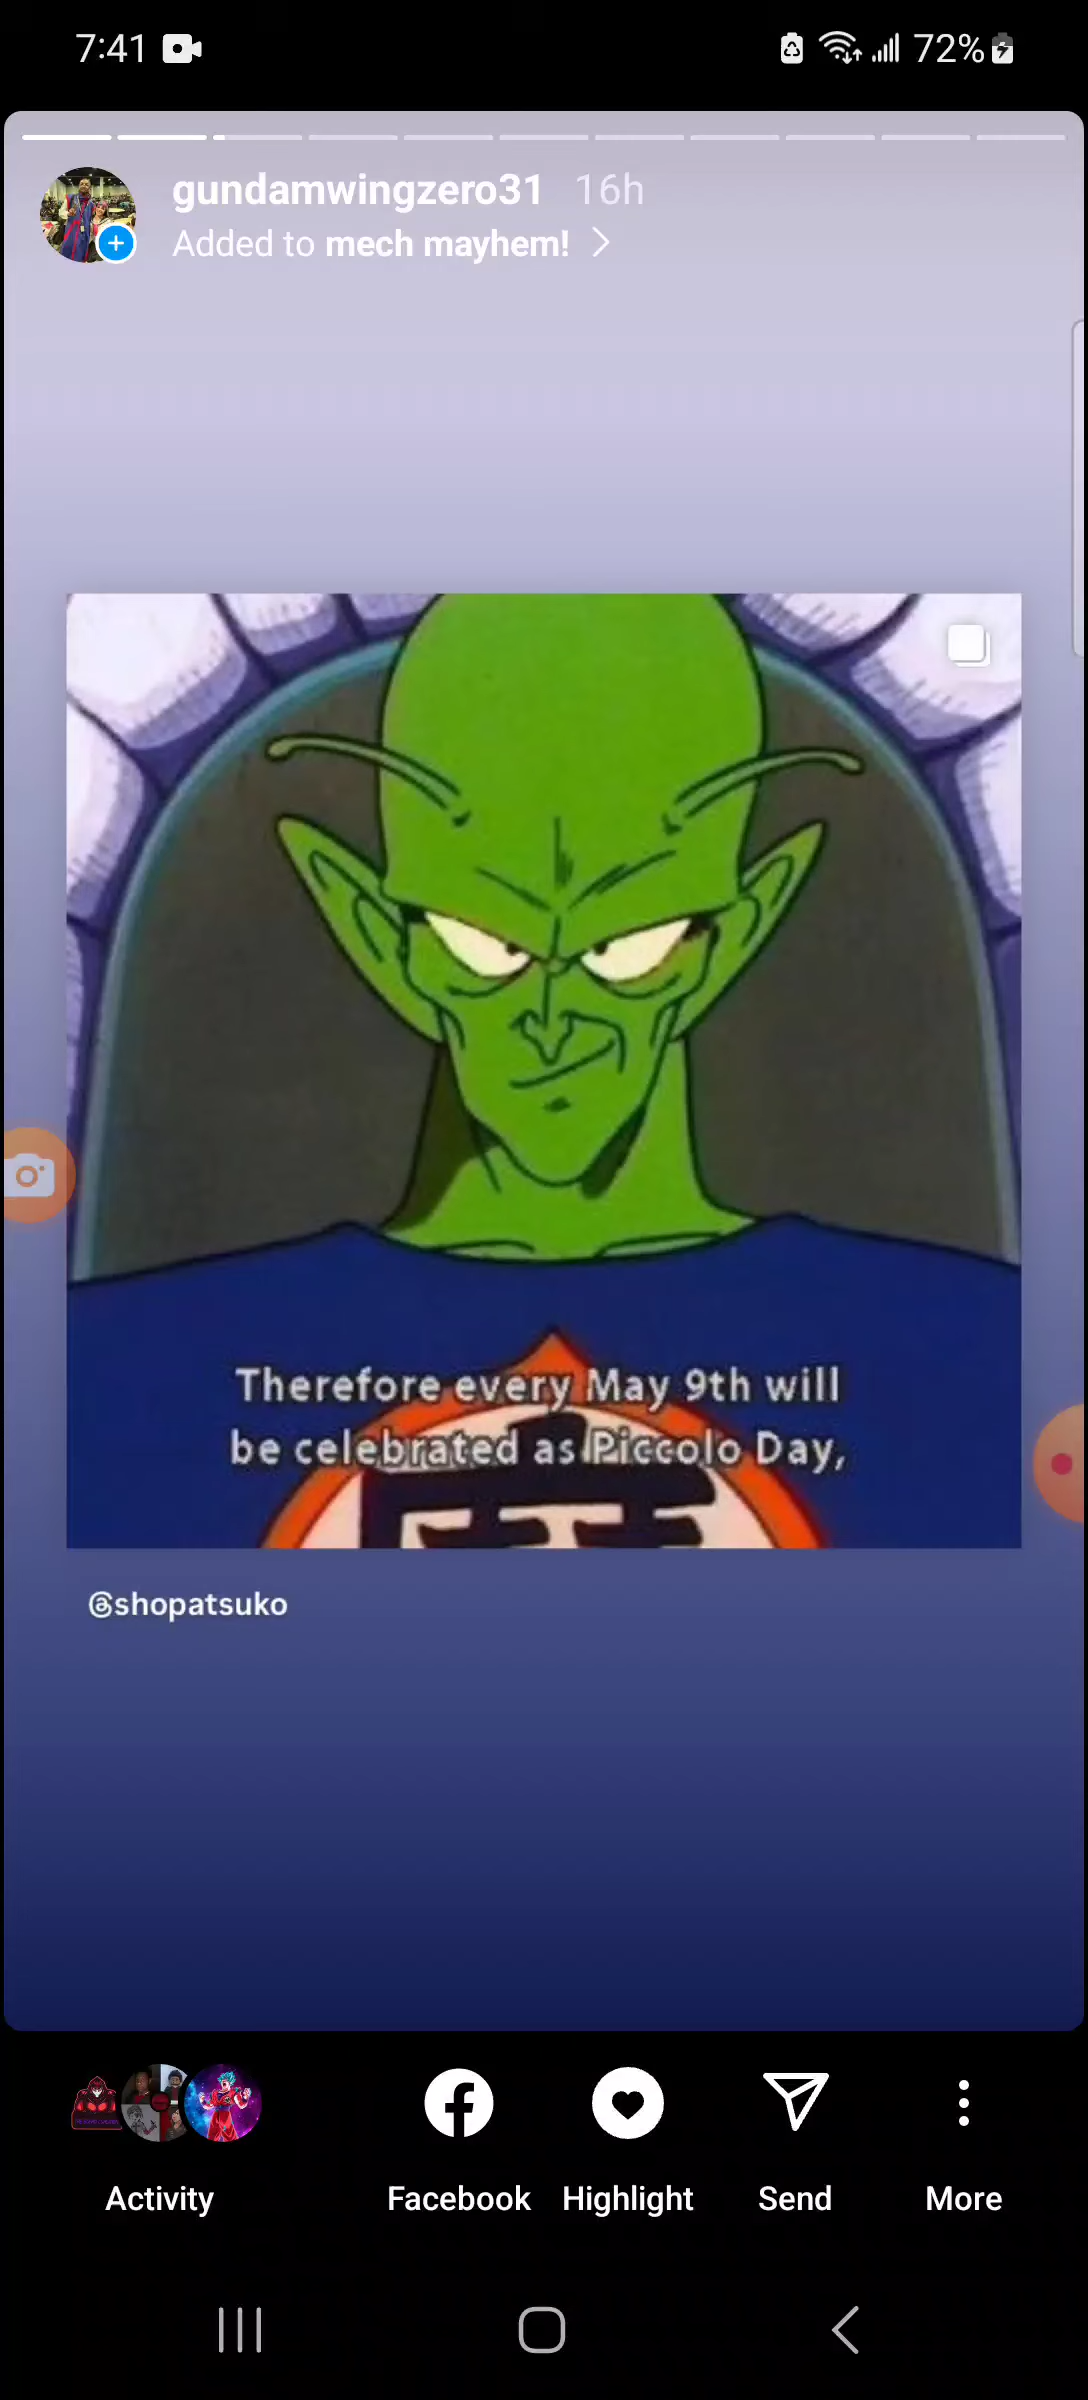 7:41
72%
gundamwingzero31 16h
Added to mech mayhem!
Therefore every May 9th will
be celebrated as Piccolo Day,
@shopatsuko
Activity
Facebook
Highlight
Send
More